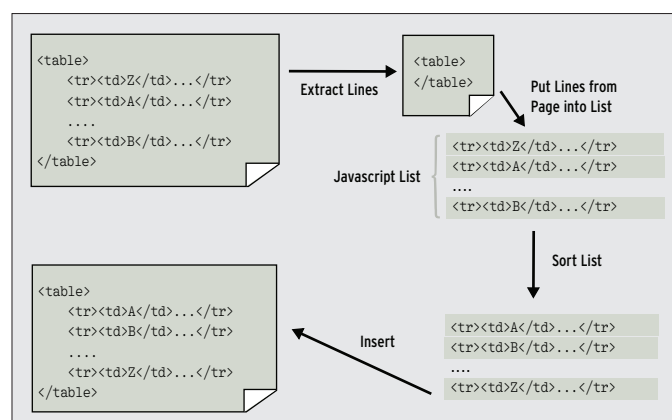 <table>
<tr><td>Z</td>...</tr>
<tr><td>A</td>...</tr>
....
<tr><td>B</td>...</tr>
</table>
Extract Lines
<table>
</table>
Put Lines from
Page into List
Javascript List
<tr><td>Z</td>...</tr>
<tr><td>A</td>...</tr>
....
<tr><td>B</td>...</tr>
Sort List
<tr><td>A</td>...</tr>
<tr><td>B</td>...</tr>
....
<tr><td>Z</td>...</tr>
Insert
<table>
<tr><td>A</td>...</tr>
<tr><td>B</td>...</tr>
....
<tr><td>Z</td>...</tr>
</table>